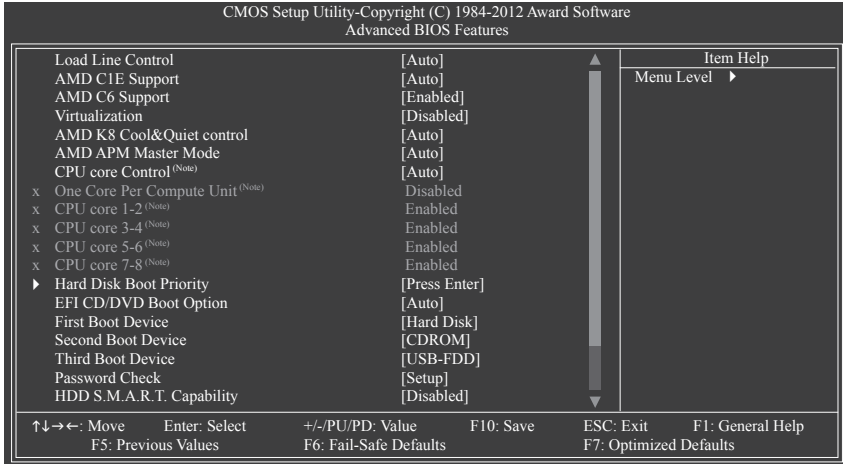 CMOS Setup Utility-Copyright (C) 1984-2012 Award Software
Advanced BIOS Features
Load Line Control [Auto]
AMD C1E Support [Auto]
AMD C6 Support [Enabled]
Virtualization [Disabled]
AMD K8 Cool&Quiet control [Auto]
AMD APM Master Mode [Auto]
CPU core Control (Note) [Auto]
x One Core Per Compute Unit (Note) Disabled
x CPU core 1-2 (Note) Enabled
x CPU core 3-4 (Note) Enabled
x CPU core 5-6 (Note) Enabled
x CPU core 7-8 (Note) Enabled
Hard Disk Boot Priority [Press Enter]
EFI CD/DVD Boot Option [Auto]
First Boot Device [Hard Disk]
Second Boot Device [CDROM]
Third Boot Device [USB-FDD]
Password Check [Setup]
HDD S.M.A.R.T. Capability [Disabled]
Item Help
Menu Level
↑↓→←: Move Enter: Select +/-/PU/PD: Value F10: Save ESC: Exit F1: General Help
F5: Previous Values F6: Fail-Safe Defaults F7: Optimized Defaults